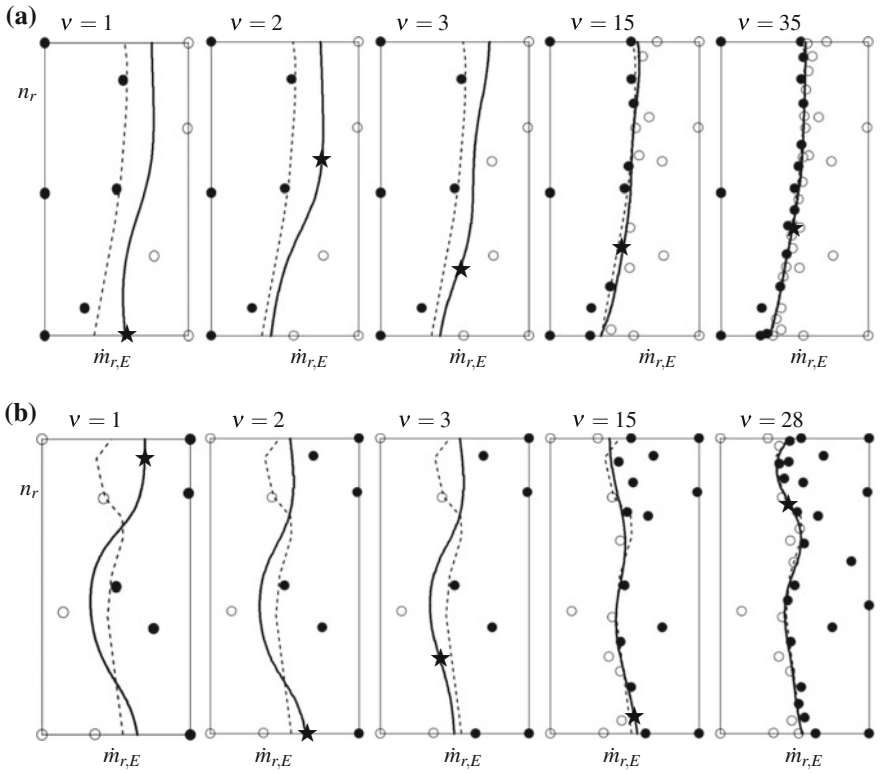 (a)
ν = 1 ν = 2 ν = 3 ν = 15 ν = 35
n_r
ṁ_{r,E} ṁ_{r,E} ṁ_{r,E} ṁ_{r,E} ṁ_{r,E}
(b)
ν = 1 ν = 2 ν = 3 ν = 15 ν = 28
n_r
ṁ_{r,E} ṁ_{r,E} ṁ_{r,E} ṁ_{r,E} ṁ_{r,E}